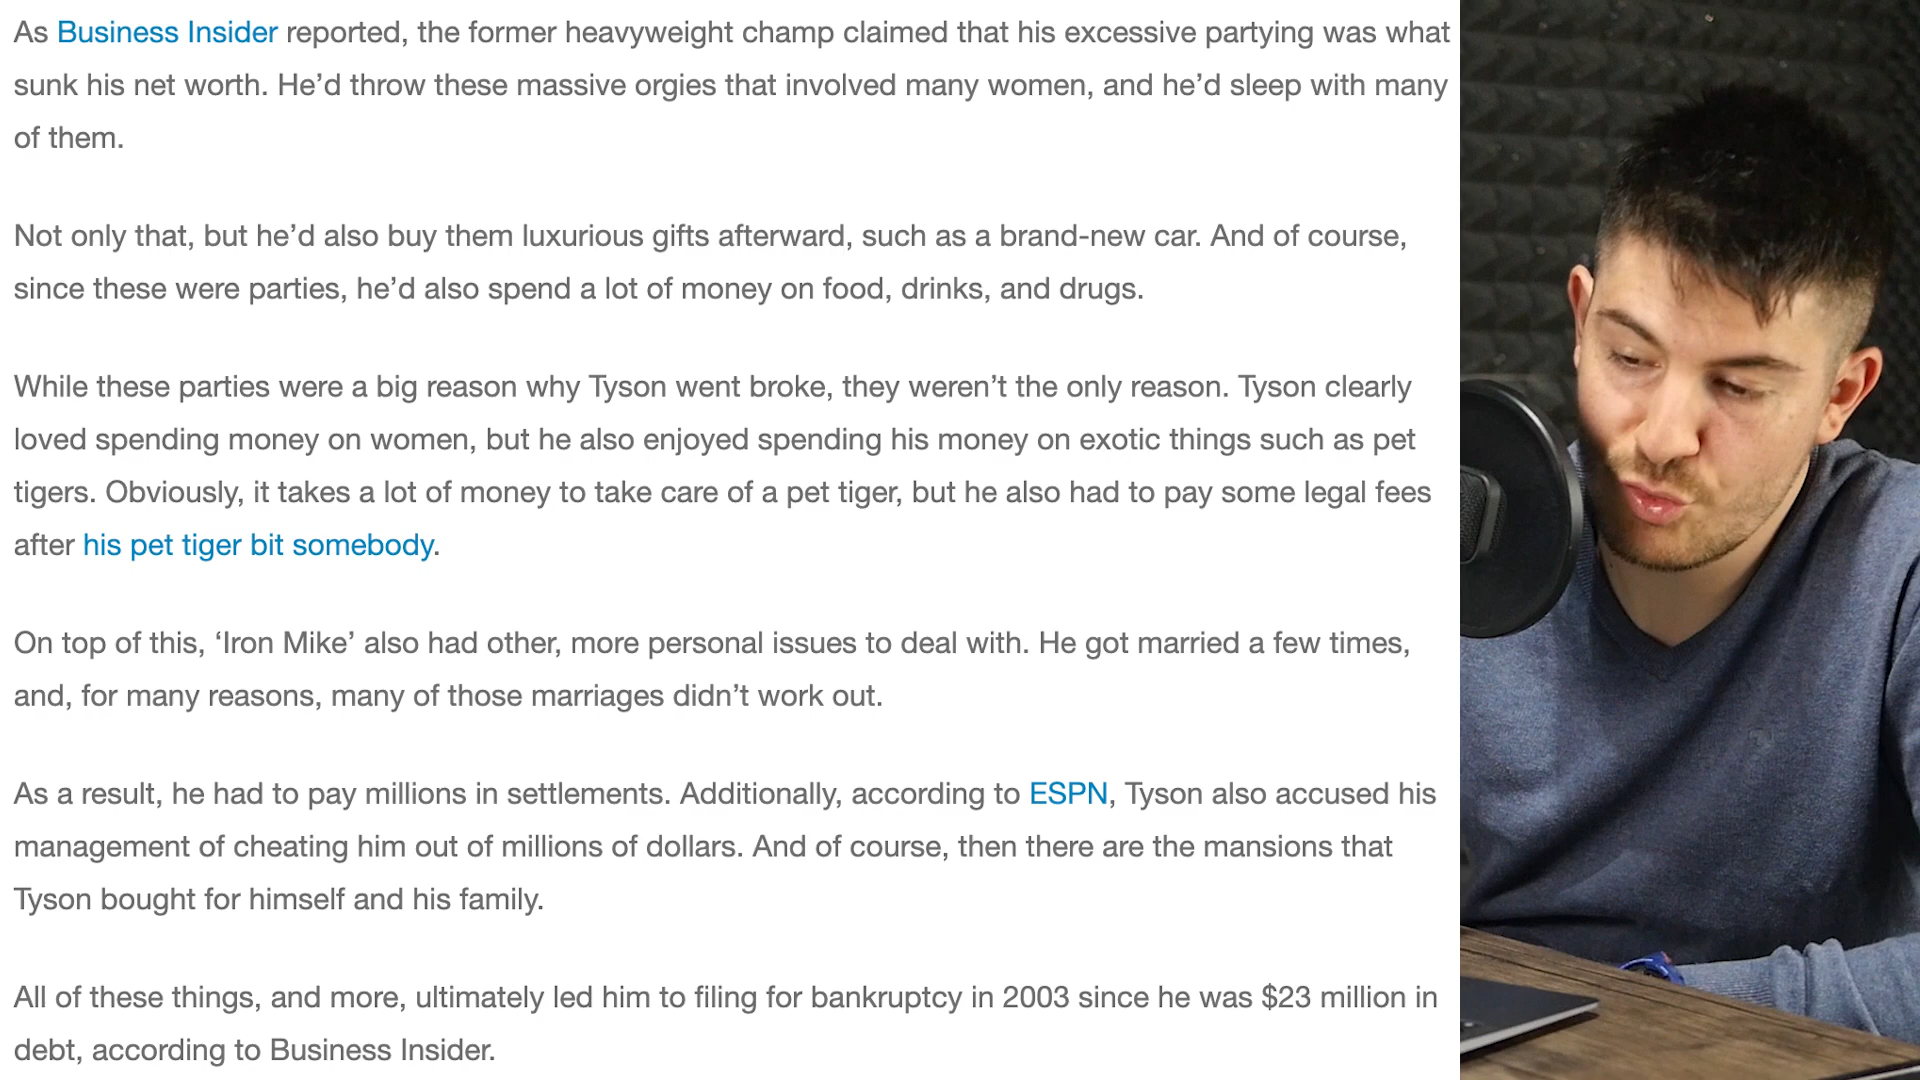 As Business Insider reported, the former heavyweight champ claimed that his excessive partying was what
sunk his net worth. He’d throw these massive orgies that involved many women, and he’d sleep with many
of them.
Not only that, but he’d also buy them luxurious gifts afterward, such as a brand-new car. And of course,
since these were parties, he’d also spend a lot of money on food, drinks, and drugs.
While these parties were a big reason why Tyson went broke, they weren’t the only reason. Tyson clearly
loved spending money on women, but he also enjoyed spending his money on exotic things such as pet
tigers. Obviously, it takes a lot of money to take care of a pet tiger, but he also had to pay some legal fees
after his pet tiger bit somebody.
On top of this, ‘Iron Mike’ also had other, more personal issues to deal with. He got married a few times,
and, for many reasons, many of those marriages didn’t work out.
As a result, he had to pay millions in settlements. Additionally, according to ESPN, Tyson also accused his
management of cheating him out of millions of dollars. And of course, then there are the mansions that
Tyson bought for himself and his family.
All of these things, and more, ultimately led him to filing for bankruptcy in 2003 since he was $23 million in
debt, according to Business Insider.